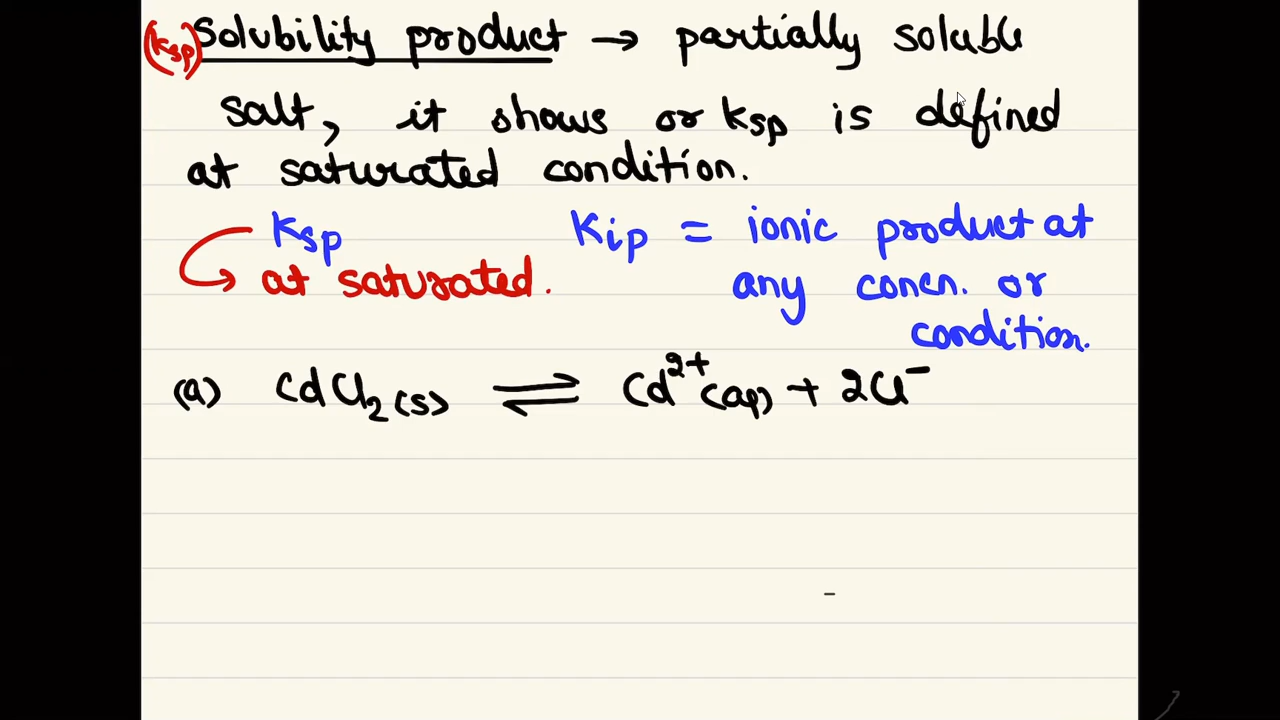 (Ksp) Solubility product → partially soluble
salt, it shows or Ksp is defined
at saturated condition.
Ksp Kip = ionic product at
at saturated. any concn. or
condition.
(a) CdCl₂(s) ⇌ Cd²⁺(aq) + 2Cl⁻